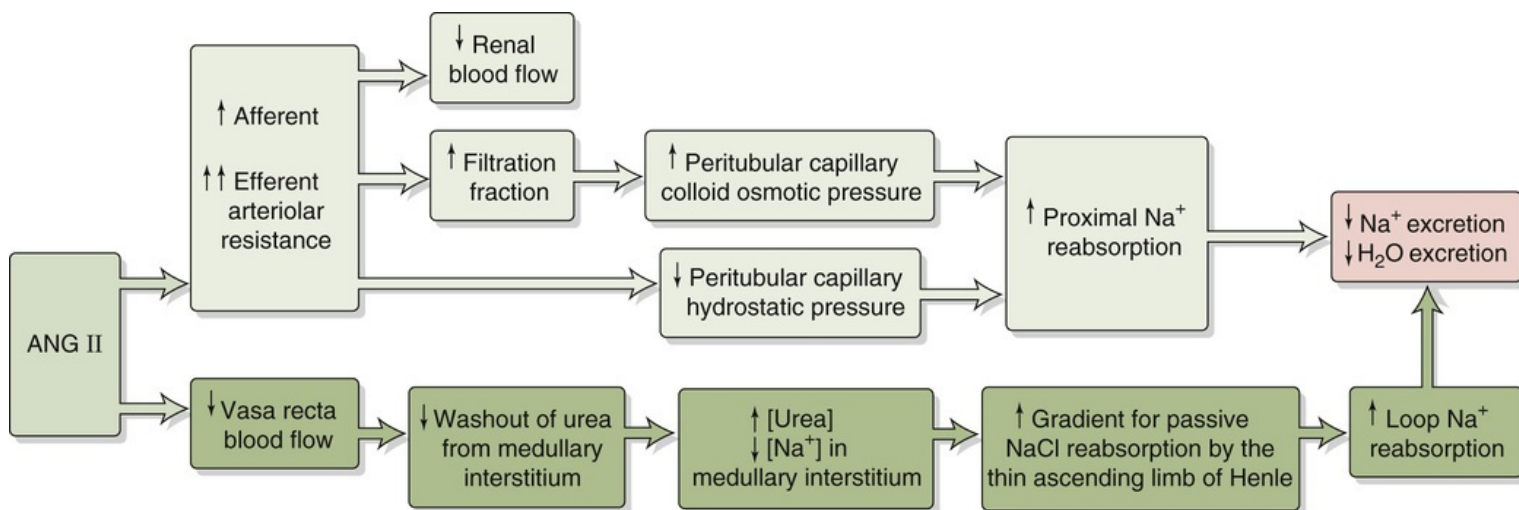 ANG II
↑ Afferent
↑↑ Efferent
arteriolar
resistance
↓ Renal
blood flow
↑ Filtration
fraction
↑ Peritubular capillary
colloid osmotic pressure
↓ Peritubular capillary
hydrostatic pressure
↑ Proximal Na⁺
reabsorption
↓ Na⁺ excretion
↓ H₂O excretion
↓ Vasa recta
blood flow
↓ Washout of urea
from medullary
interstitium
↑ [Urea]
↓ [Na⁺] in
medullary interstitium
↑ Gradient for passive
NaCl reabsorption by the
thin ascending limb of Henle
↑ Loop Na⁺
reabsorption